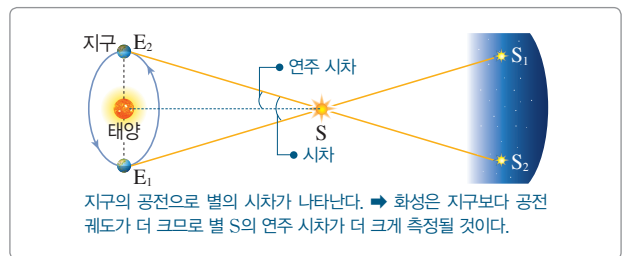 지구 E₂
S₁
연주 시차
태양
S
시차
S₂
E₁
지구의 공전으로 별의 시차가 나타난다. ➡ 화성은 지구보다 공전
궤도가 더 크므로 별 S의 연주 시차가 더 크게 측정될 것이다.